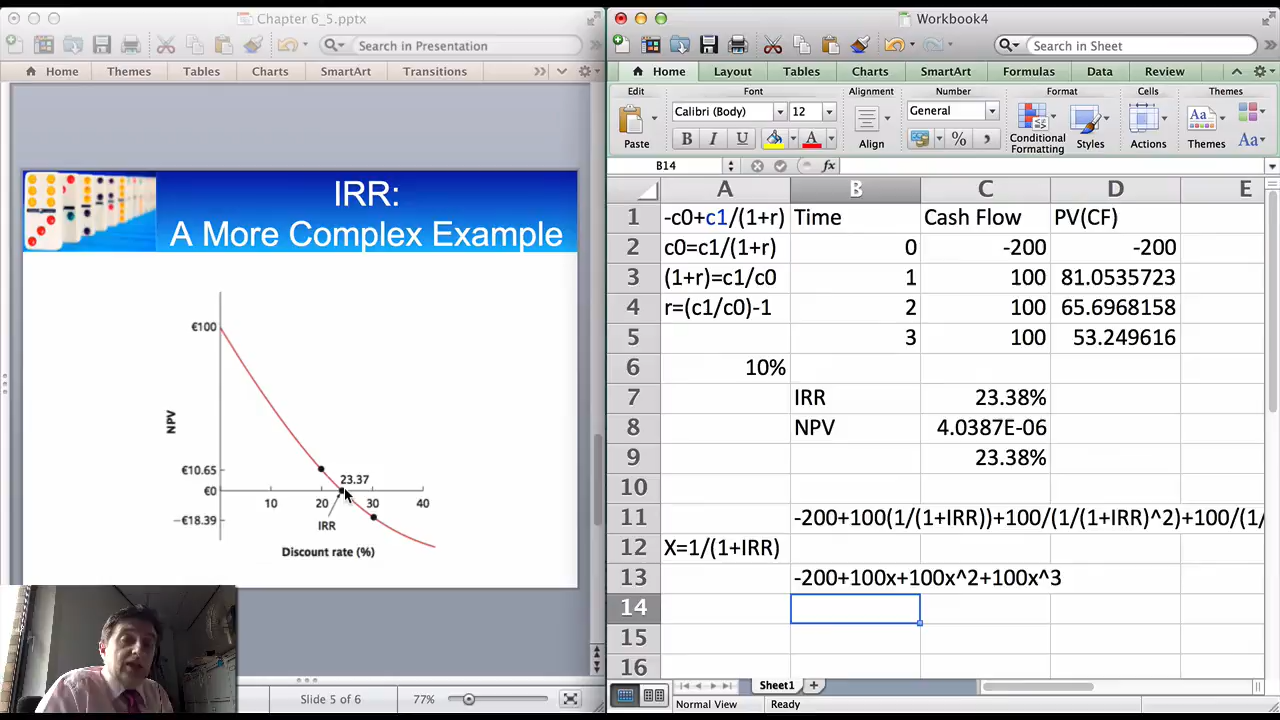 Chapter 6_5.pptx
Search in Presentation
Home Themes Tables Charts SmartArt Transitions
IRR:
A More Complex Example
€100
NPV
€10.65
23.37
€0
10 20 30 40
−€18.39
IRR
Discount rate (%)
Slide 5 of 6 77%
Workbook4
Search in Sheet
Home Layout Tables Charts SmartArt Formulas Data Review
Edit Font Alignment Number Format Cells Themes
Calibri (Body) 12 General
Paste B I U A Align % , Conditional Formatting Styles Actions Themes Aa
B14 fx
A B C D E
1 -c0+c1/(1+r) Time Cash Flow PV(CF)
2 c0=c1/(1+r) 0 -200 -200
3 (1+r)=c1/c0 1 100 81.0535723
4 r=(c1/c0)-1 2 100 65.6968158
5 3 100 53.249616
6 10%
7 IRR 23.38%
8 NPV 4.0387E-06
9 23.38%
10
11 -200+100(1/(1+IRR))+100/(1/(1+IRR)^2)+100/(1/
12 X=1/(1+IRR)
13 -200+100x+100x^2+100x^3
14
15
16
Sheet1
Normal View Ready